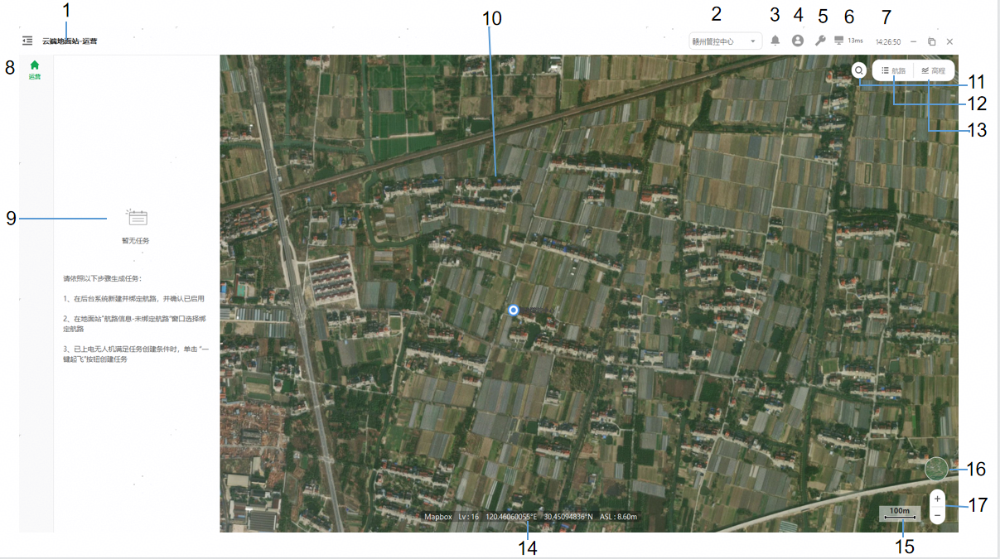 1
2
3
4
5
6
7
云端地面站-运营
赣州管控中心
13ms
14:26:50
8
运营
10
航路
高程
11
12
13
9
暂无任务
请依照以下步骤生成任务：
1、在后台系统新建并绑定航路，并确认已启用
2、在地面站"航路信息-未绑定航路"窗口选择绑
定航路
3、已上电无人机满足任务创建条件时，单击 "一
键起飞"按钮创建任务
16
17
100m
Mapbox Lv : 16 120.46060055°E 30.45094836°N ASL : 8.60m
14
15